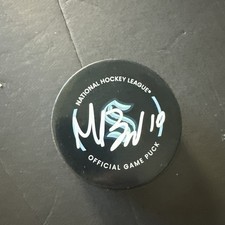 NATIONAL HOCKEY LEAGUE®
19
OFFICIAL GAME PUCK